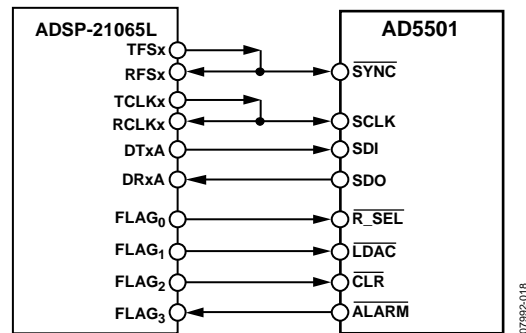 ADSP-21065L
AD5501
TFSx
RFSx
SYNC
TCLKx
RCLKx
SCLK
DTxA
SDI
DRxA
SDO
FLAG0
R_SEL
FLAG1
LDAC
FLAG2
CLR
FLAG3
ALARM
07992-018